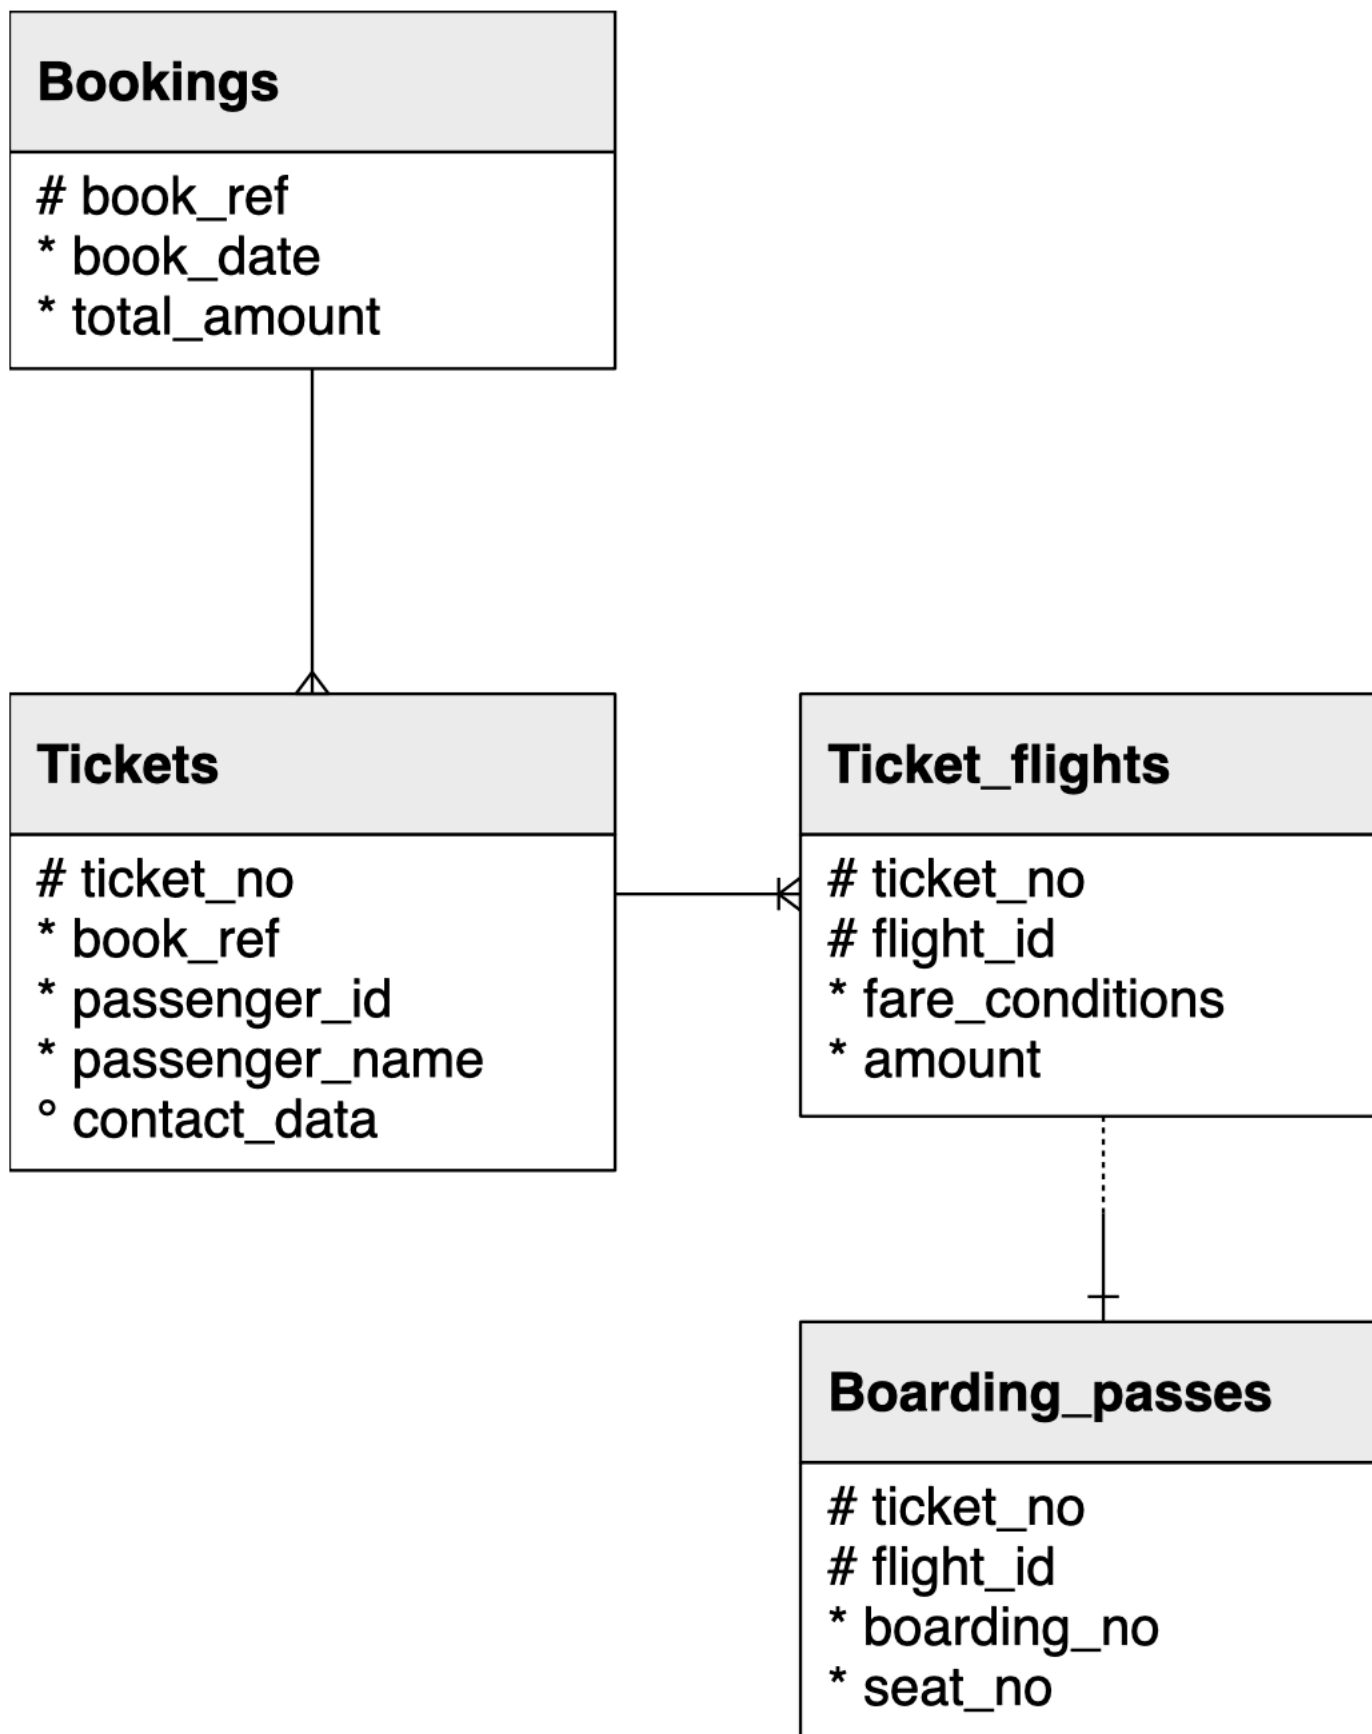 Bookings
# book_ref
* book_date
* total_amount
Tickets
# ticket_no
* book_ref
* passenger_id
* passenger_name
° contact_data
Ticket_flights
# ticket_no
# flight_id
* fare_conditions
* amount
Boarding_passes
# ticket_no
# flight_id
* boarding_no
* seat_no